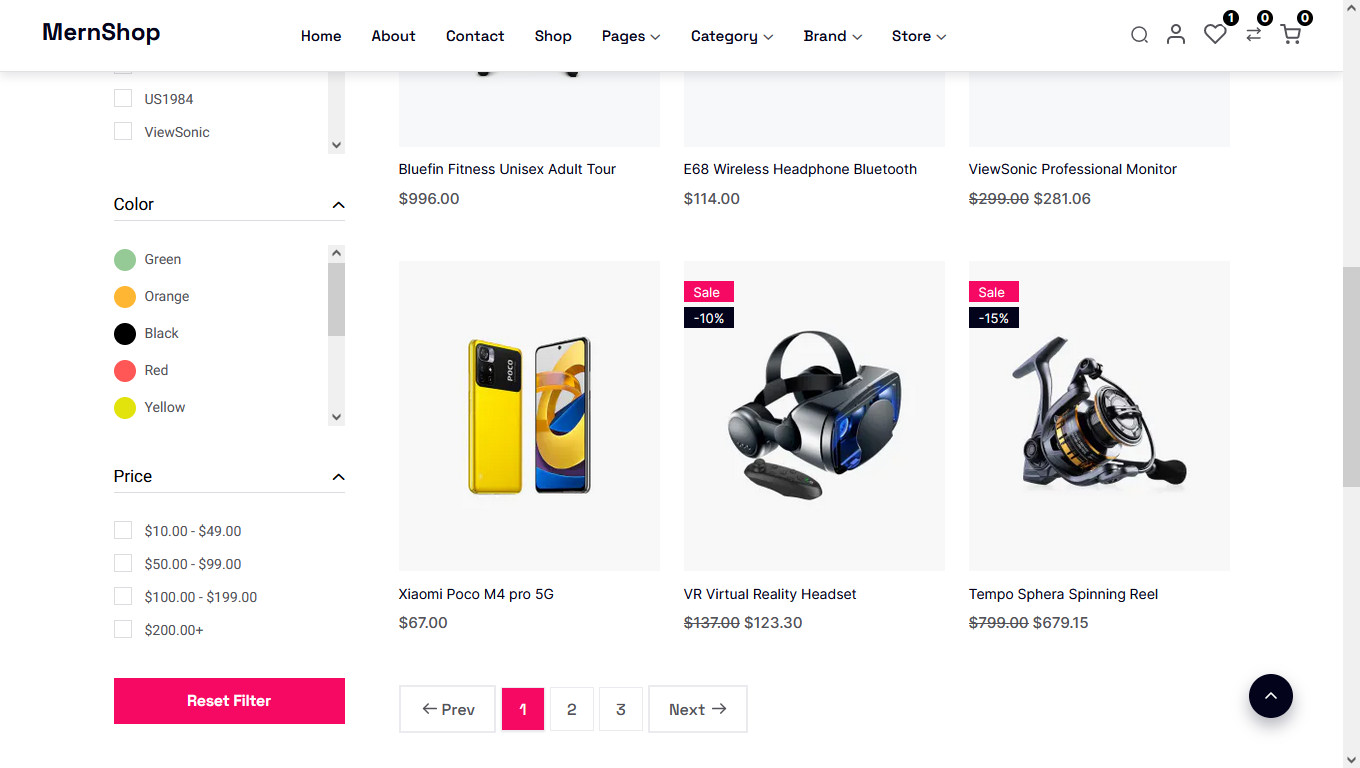 MernShop
Home About Contact Shop Pages Category Brand Store
1 0 0
US1984
ViewSonic
Color
Green
Orange
Black
Red
Yellow
Price
$10.00 - $49.00
$50.00 - $99.00
$100.00 - $199.00
$200.00+
Reset Filter
Bluefin Fitness Unisex Adult Tour
$996.00
E68 Wireless Headphone Bluetooth
$114.00
ViewSonic Professional Monitor
$299.00 $281.06
POCO
Xiaomi Poco M4 pro 5G
$67.00
Sale
-10%
VR Virtual Reality Headset
$137.00 $123.30
Sale
-15%
Tempo Sphera Spinning Reel
$799.00 $679.15
← Prev 1 2 3 Next →